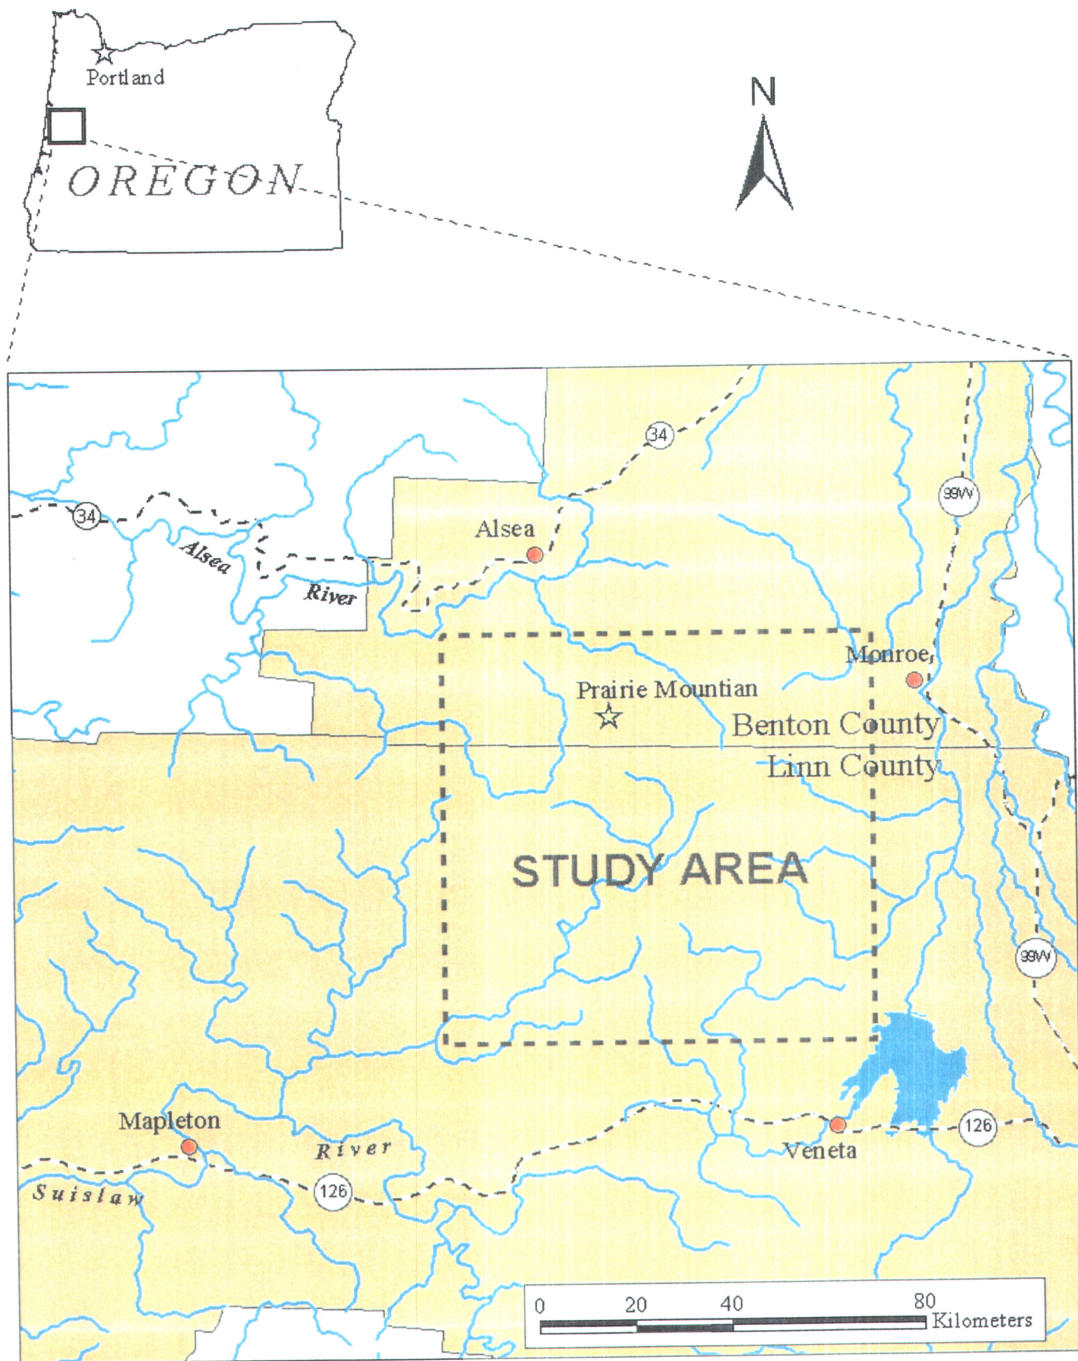 Portland
OREGON
N
34
99W
34
Alsea
Alsea
River
Monroe
Prairie Mountian
Benton County
Linn County
STUDY AREA
99W
Mapleton
River
126
Veneta
Suislaw
126
0 20 40 80
Kilometers